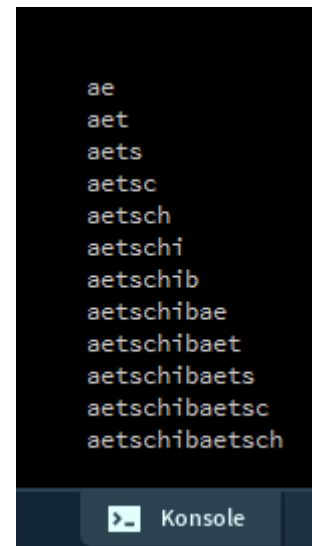 ae
aet
aets
aetsc
aetsch
aetschi
aetschib
aetschibae
aetschibaet
aetschibaets
aetschibaetsc
aetschibaetsch
>_ Konsole